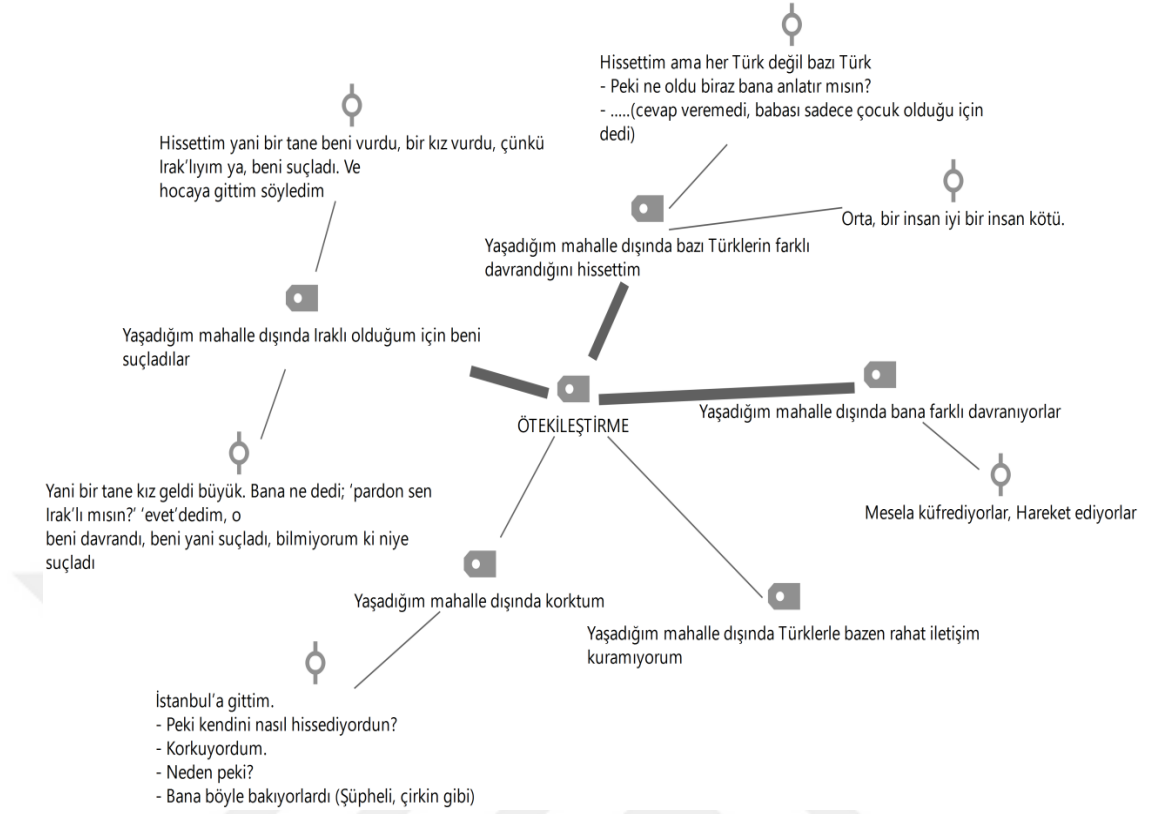 Hissettim ama her Türk değil bazı Türk
- Peki ne oldu biraz bana anlatır mısın?
- .....(cevap veremedi, babası sadece çocuk olduğu için
dedi)
Hissettim yani bir tane beni vurdu, bir kız vurdu, çünkü
Irak'lıyım ya, beni suçladı. Ve
hocaya gittim söyledim
Orta, bir insan iyi bir insan kötü.
Yaşadığım mahalle dışında bazı Türklerin farklı
davrandığını hissettim
Yaşadığım mahalle dışında Iraklı olduğum için beni
suçladılar
Yaşadığım mahalle dışında bana farklı davranıyorlar
ÖTEKİLEŞTİRME
Yani bir tane kız geldi büyük. Bana ne dedi; 'pardon sen
Irak'lı mısın?' 'evet'dedim, o
beni davrandı, beni yani suçladı, bilmiyorum ki niye
suçladı
Mesela küfrediyorlar, Hareket ediyorlar
Yaşadığım mahalle dışında korktum
Yaşadığım mahalle dışında Türklerle bazen rahat iletişim
kuramıyorum
İstanbul'a gittim.
- Peki kendini nasıl hissediyordun?
- Korkuyordum.
- Neden peki?
- Bana böyle bakıyorlardı (Şüpheli, çirkin gibi)